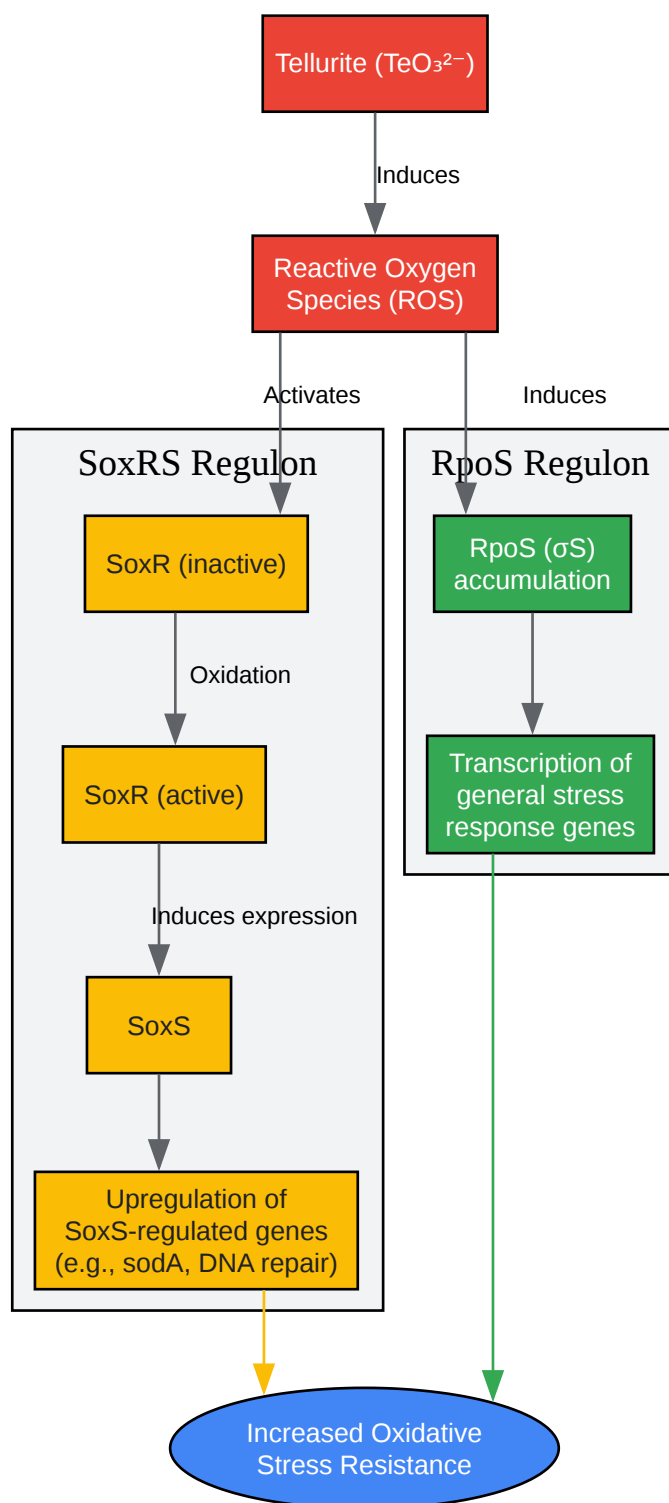 Tellurite (TeO₃²⁻)
Induces
Reactive Oxygen
Species (ROS)
Activates
Induces
SoxRS Regulon
RpoS Regulon
SoxR (inactive)
RpoS (σS)
accumulation
Oxidation
SoxR (active)
Transcription of
general stress
response genes
Induces expression
SoxS
Upregulation of
SoxS-regulated genes
(e.g., sodA, DNA repair)
Increased Oxidative
Stress Resistance